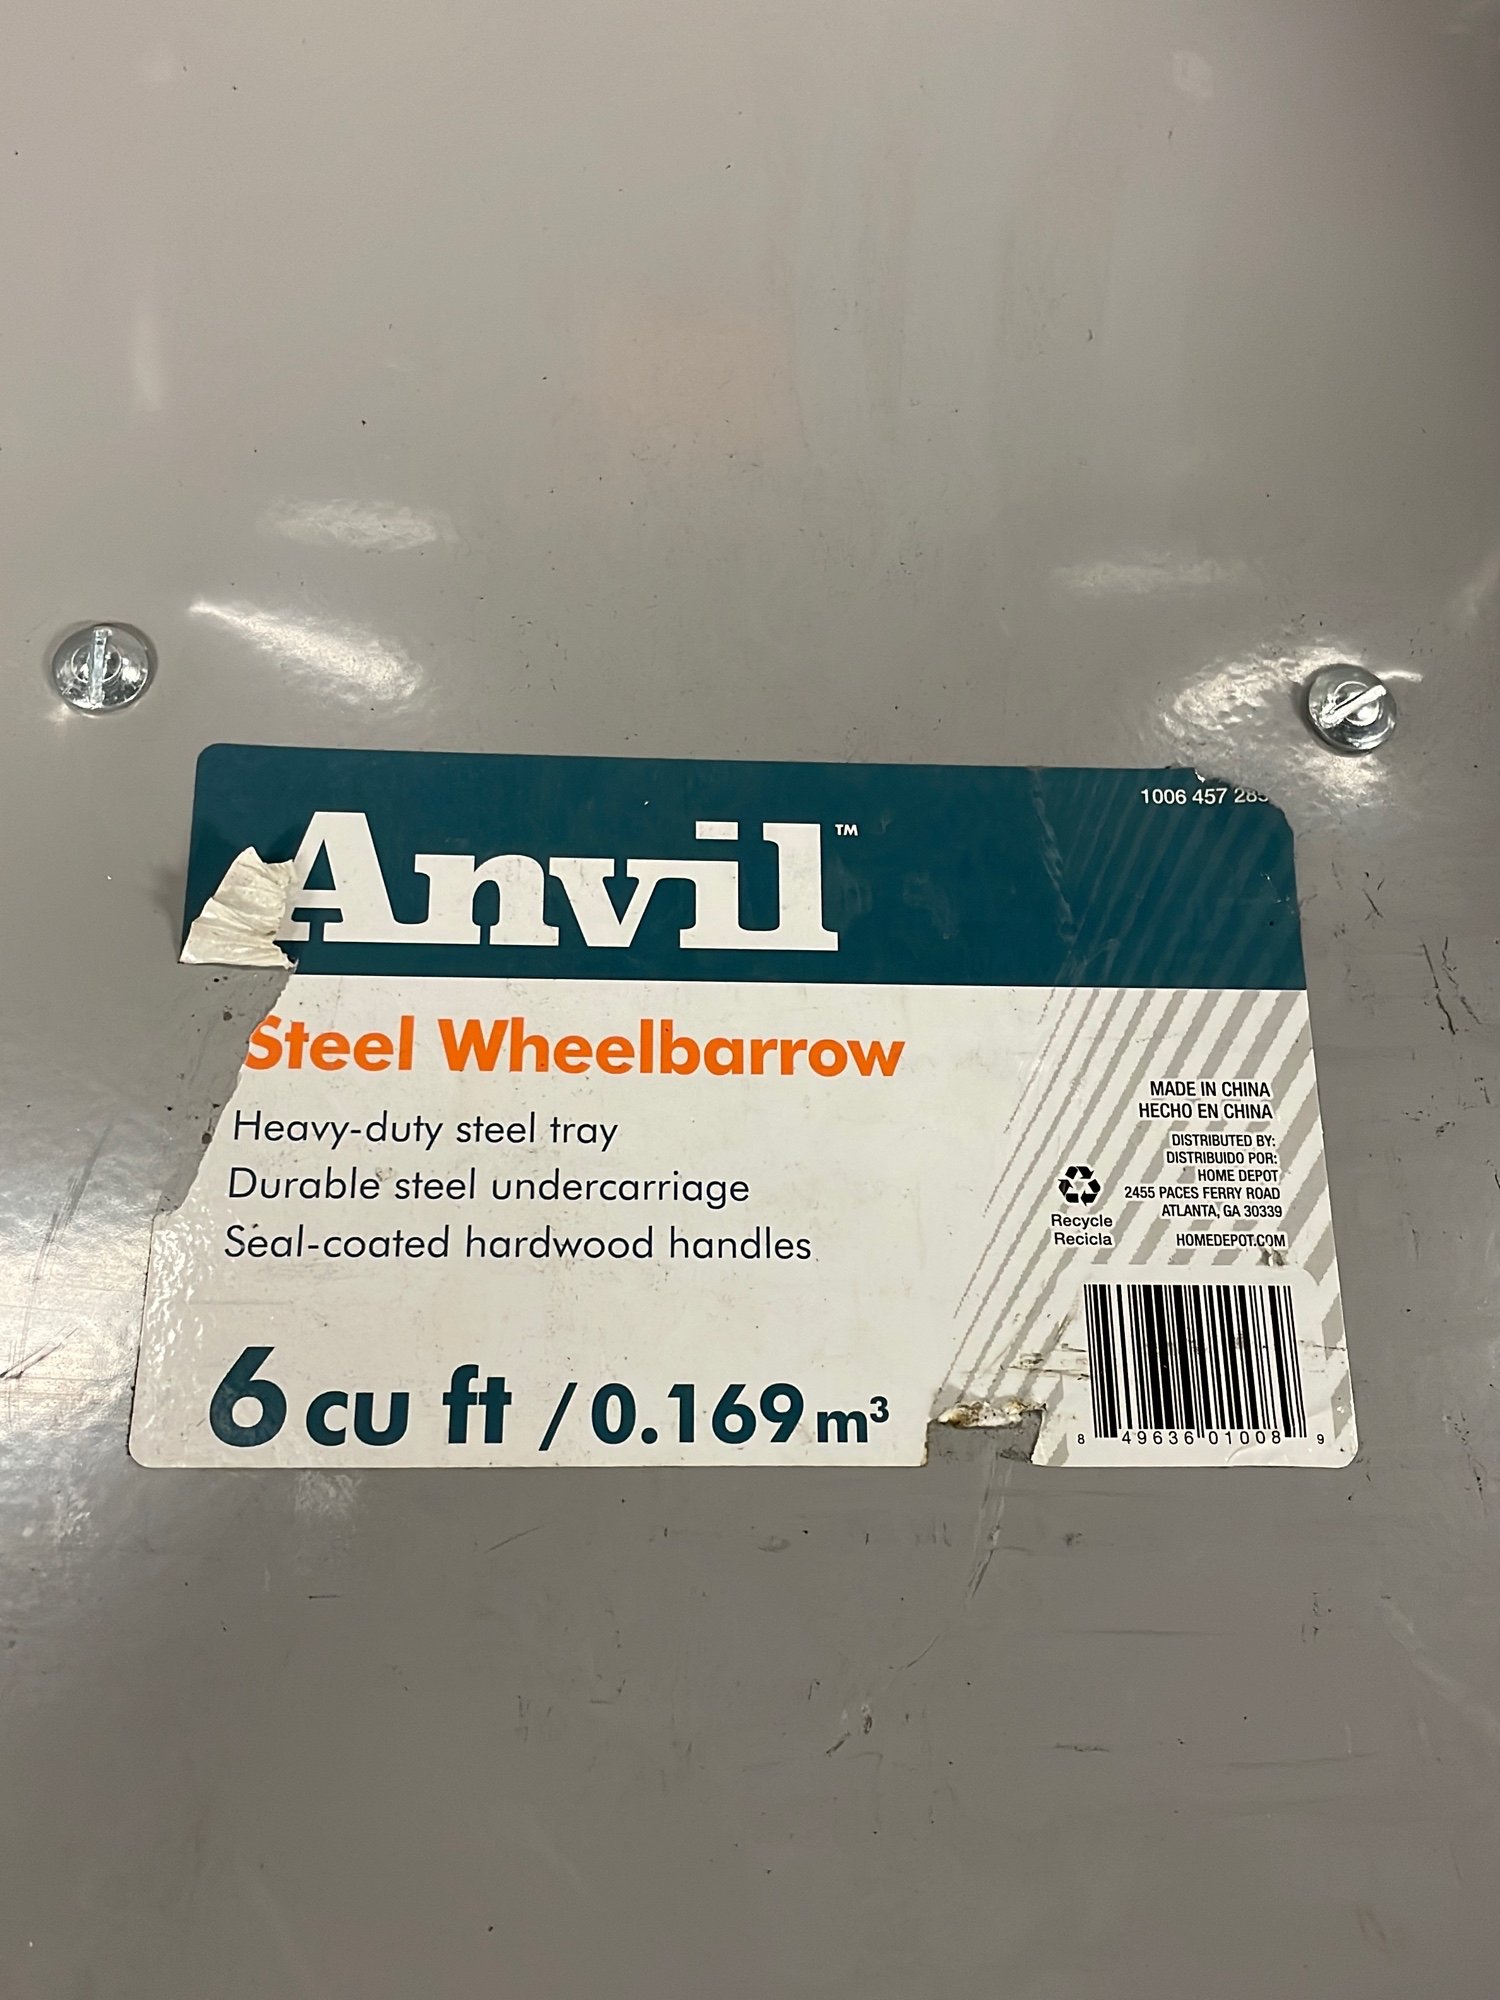 1006 457 285
Anvil™
Steel Wheelbarrow
Heavy-duty steel tray
Durable steel undercarriage
Seal-coated hardwood handles
6 cu ft / 0.169 m³
MADE IN CHINA
HECHO EN CHINA
DISTRIBUTED BY:
DISTRIBUIDO POR:
HOME DEPOT
2455 PACES FERRY ROAD
ATLANTA, GA 30339
HOMEDEPOT.COM
Recycle
Recicla
8 49636 01008 9